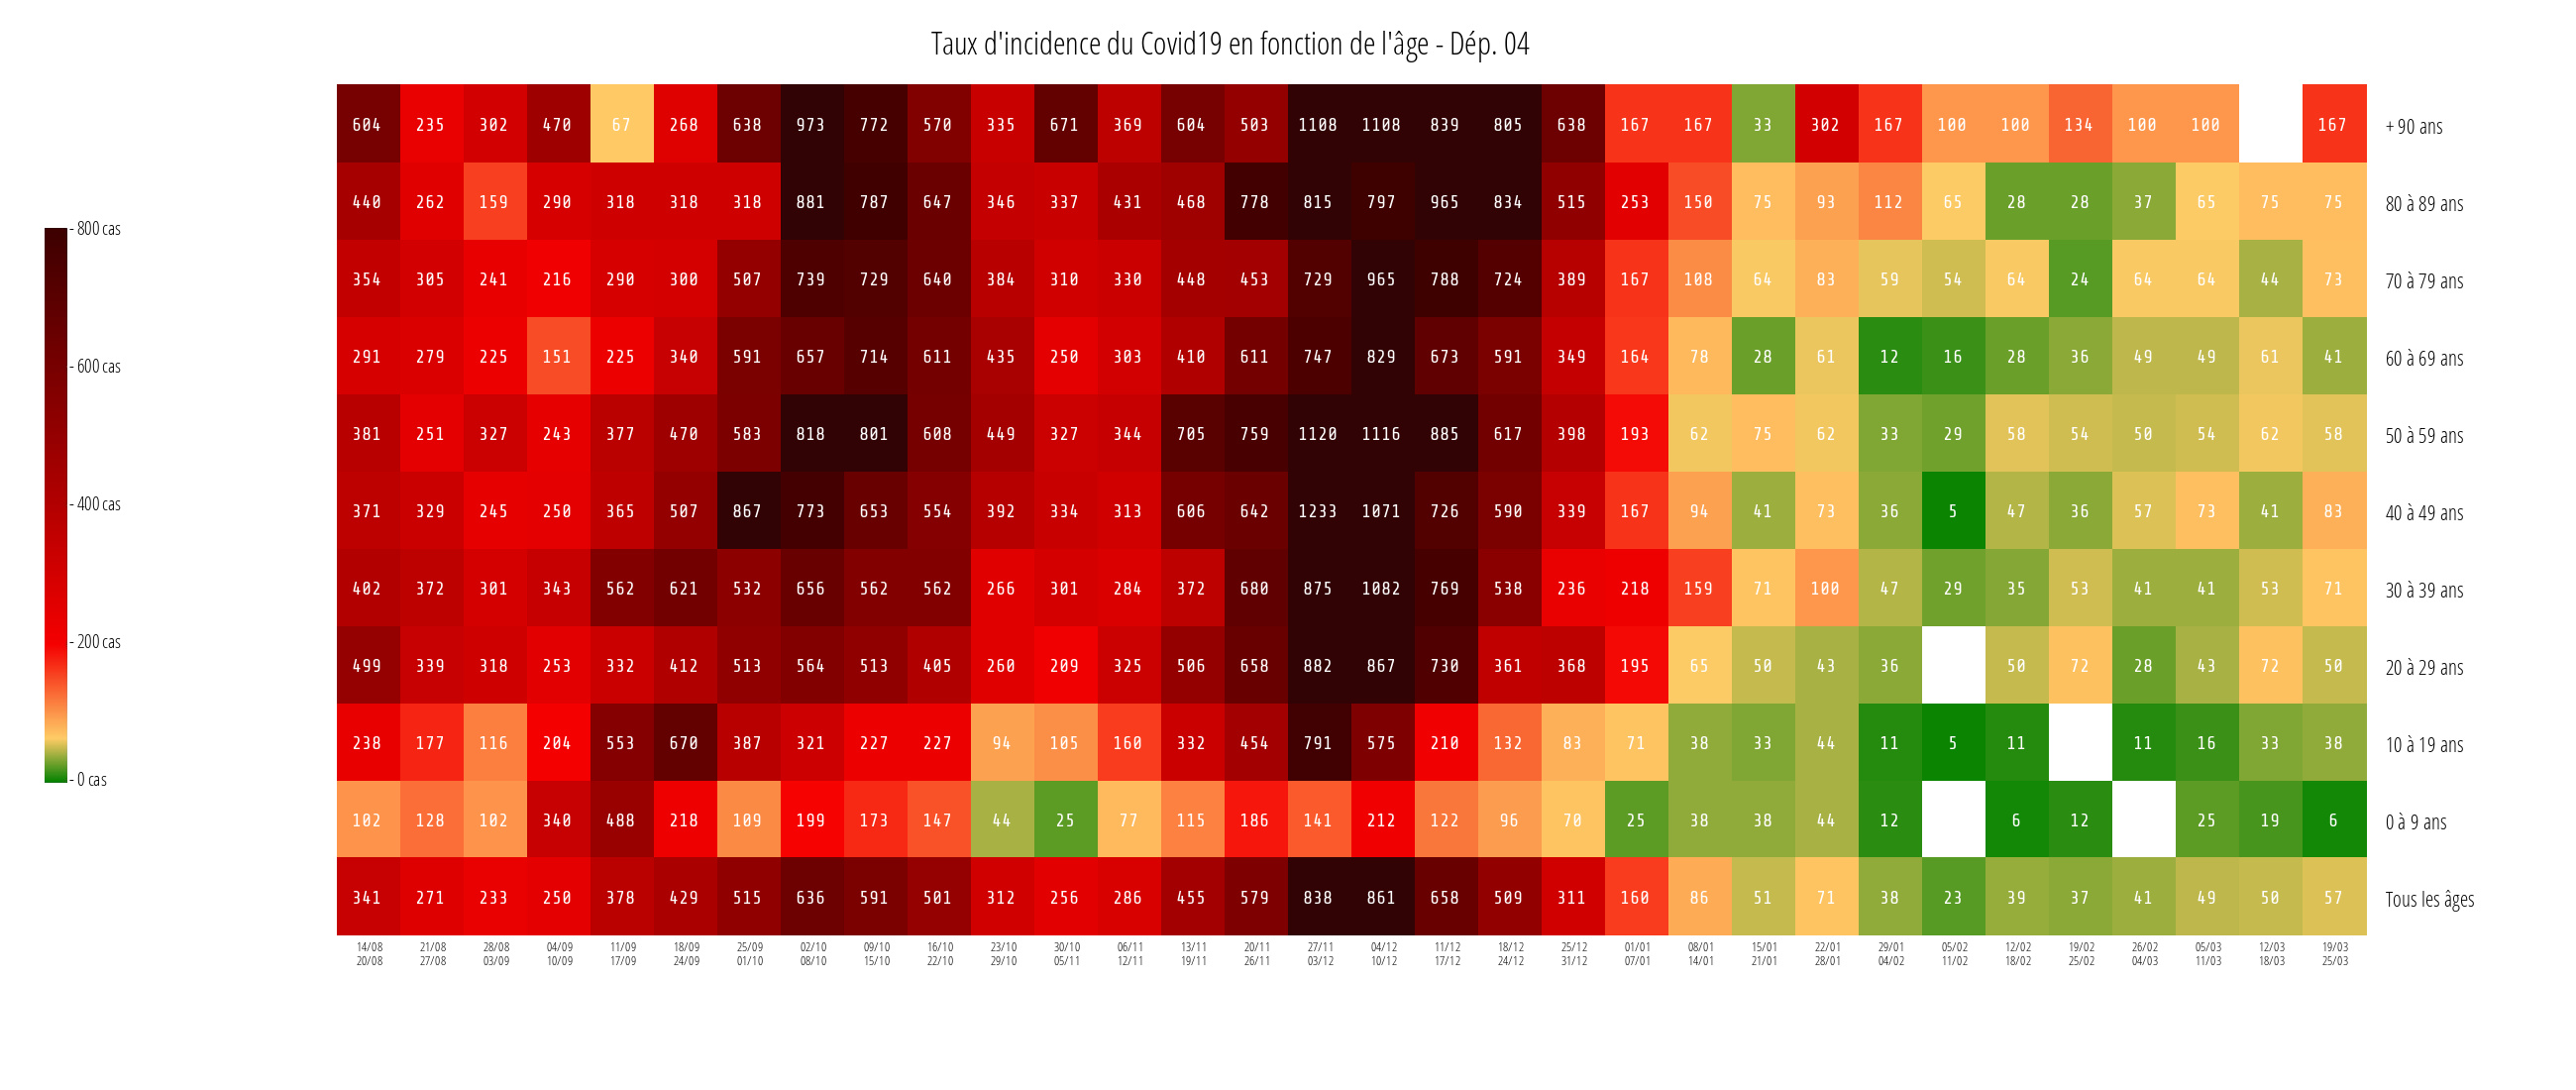 Taux d'incidence du Covid19 en fonction de l'âge - Dép. 04
604 235 302 470 67 268 638 973 772 570 335 671 369 604 503 1108 1108 839 805 638 167 167 33 302 167 100 100 134 100 100 167 + 90 ans
440 262 159 290 318 318 318 881 787 647 346 337 431 468 778 815 797 965 834 515 253 150 75 93 112 65 28 28 37 65 75 75 80 à 89 ans
354 305 241 216 290 300 507 739 729 640 384 310 330 448 453 729 965 788 724 389 167 108 64 83 59 54 64 24 64 64 44 73 70 à 79 ans
291 279 225 151 225 340 591 657 714 611 435 250 303 410 611 747 829 673 591 349 164 78 28 61 12 16 28 36 49 49 61 41 60 à 69 ans
381 251 327 243 377 470 583 818 801 608 449 327 344 705 759 1120 1116 885 617 398 193 62 75 62 33 29 58 54 50 54 62 58 50 à 59 ans
371 329 245 250 365 507 867 773 653 554 392 334 313 606 642 1233 1071 726 590 339 167 94 41 73 36 5 47 36 57 73 41 83 40 à 49 ans
402 372 301 343 562 621 532 656 562 562 266 301 284 372 680 875 1082 769 538 236 218 159 71 100 47 29 35 53 41 41 53 71 30 à 39 ans
499 339 318 253 332 412 513 564 513 405 260 209 325 506 658 882 867 730 361 368 195 65 50 43 36 50 72 28 43 72 50 20 à 29 ans
238 177 116 204 553 670 387 321 227 227 94 105 160 332 454 791 575 210 132 83 71 38 33 44 11 5 11 11 16 33 38 10 à 19 ans
102 128 102 340 488 218 109 199 173 147 44 25 77 115 186 141 212 122 96 70 25 38 38 44 12 6 12 25 19 6 0 à 9 ans
341 271 233 250 378 429 515 636 591 501 312 256 286 455 579 838 861 658 509 311 160 86 51 71 38 23 39 37 41 49 50 57 Tous les âges
14/08 21/08 28/08 04/09 11/09 18/09 25/09 02/10 09/10 16/10 23/10 30/10 06/11 13/11 20/11 27/11 04/12 11/12 18/12 25/12 01/01 08/01 15/01 22/01 29/01 05/02 12/02 19/02 26/02 05/03 12/03 19/03
20/08 27/08 03/09 10/09 17/09 24/09 01/10 08/10 15/10 22/10 29/10 05/11 12/11 19/11 26/11 03/12 10/12 17/12 24/12 31/12 07/01 14/01 21/01 28/01 04/02 11/02 18/02 25/02 04/03 11/03 18/03 25/03
- 800 cas
- 600 cas
- 400 cas
- 200 cas
- 0 cas